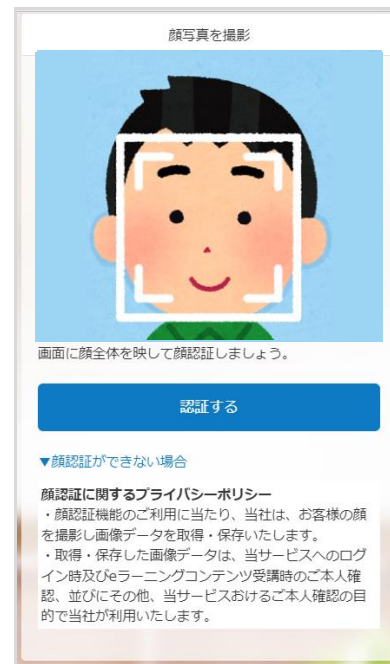 顔写真を撮影
画面に顔全体を映して顔認証しましょう。
認証する
▼顔認証ができない場合
顔認証に関するプライバシーポリシー
・顔認証機能のご利用に当たり、当社は、お客様の顔
を撮影し画像データを取得・保存いたします。
・取得・保存した画像データは、当サービスへのログ
イン時及びeラーニングコンテンツ受講時のご本人確
認、並びにその他、当サービスおけるご本人確認の目
的で当社が利用いたします。